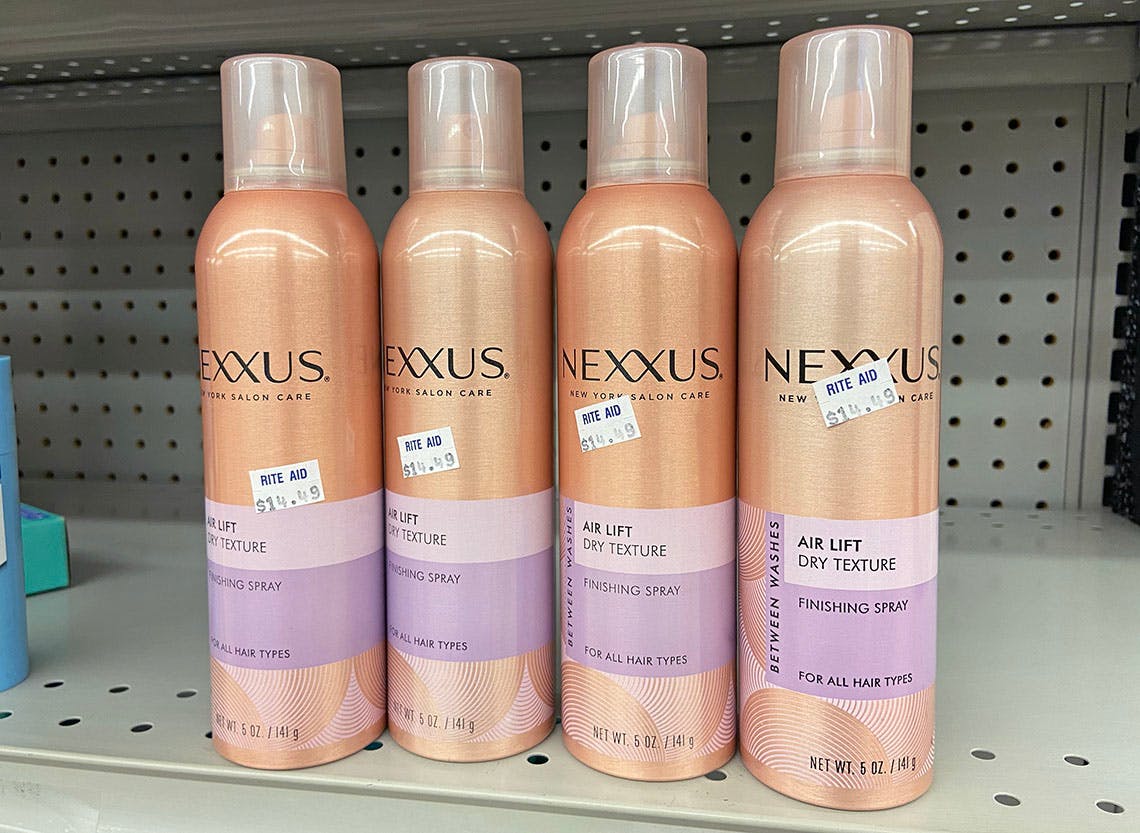 EXXUS
W YORK SALON CARE
RITE AID
$14.49
AIR LIFT
DRY TEXTURE
FINISHING SPRAY
FOR ALL HAIR TYPES
NET WT. 5 OZ. / 141 g
EXXUS
W YORK SALON CARE
RITE AID
$14.49
AIR LIFT
DRY TEXTURE
FINISHING SPRAY
FOR ALL HAIR TYPES
NET WT. 5 OZ. / 141 g
NEXXUS
NEW YORK SALON CARE
RITE AID
$14.49
BETWEEN WASHES
AIR LIFT
DRY TEXTURE
FINISHING SPRAY
FOR ALL HAIR TYPES
NET WT. 5 OZ. / 141 g
NEXXUS
NEW N CARE
RITE AID
$14.49
BETWEEN WASHES
AIR LIFT
DRY TEXTURE
FINISHING SPRAY
FOR ALL HAIR TYPES
NET WT. 5 OZ. / 141 g